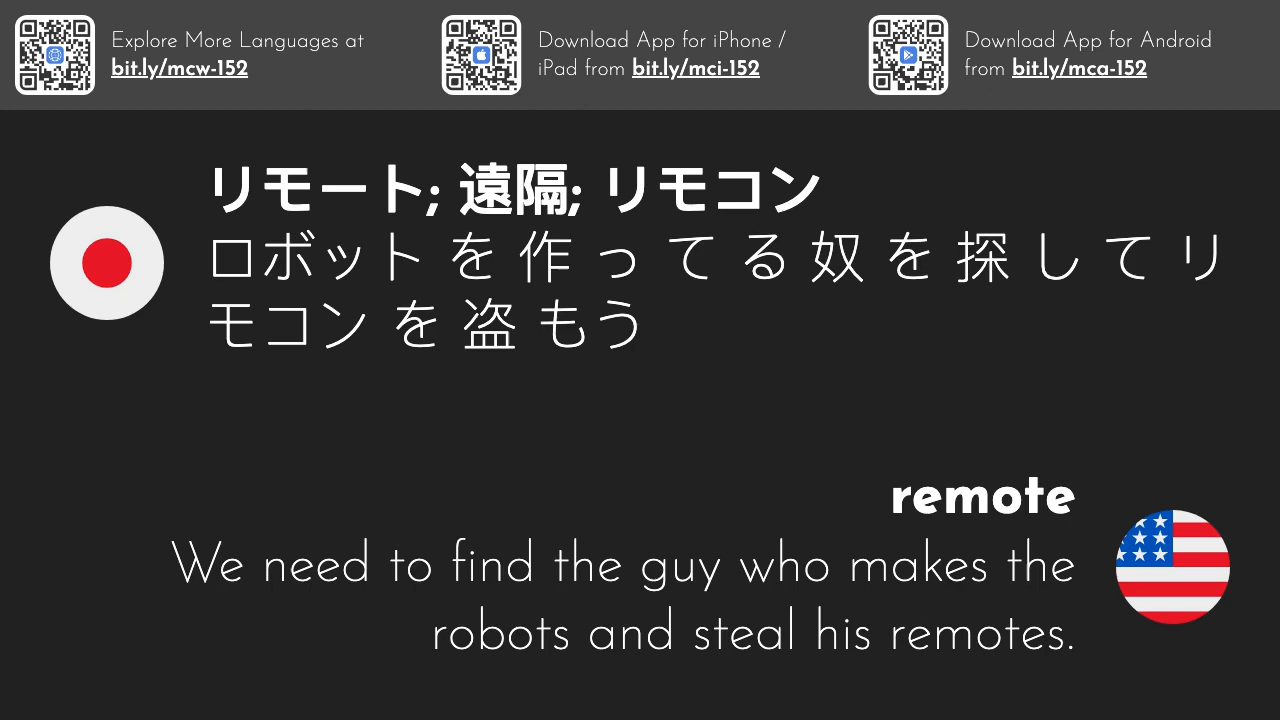 Explore More Languages at
bit.ly/mcw-152
Download App for iPhone /
iPad from bit.ly/mci-152
Download App for Android
from bit.ly/mca-152
リモート; 遠隔; リモコン
ロボット を 作 っ て る 奴 を 探 し て リ
モコン を 盗 もう
remote
We need to find the guy who makes the
robots and steal his remotes.